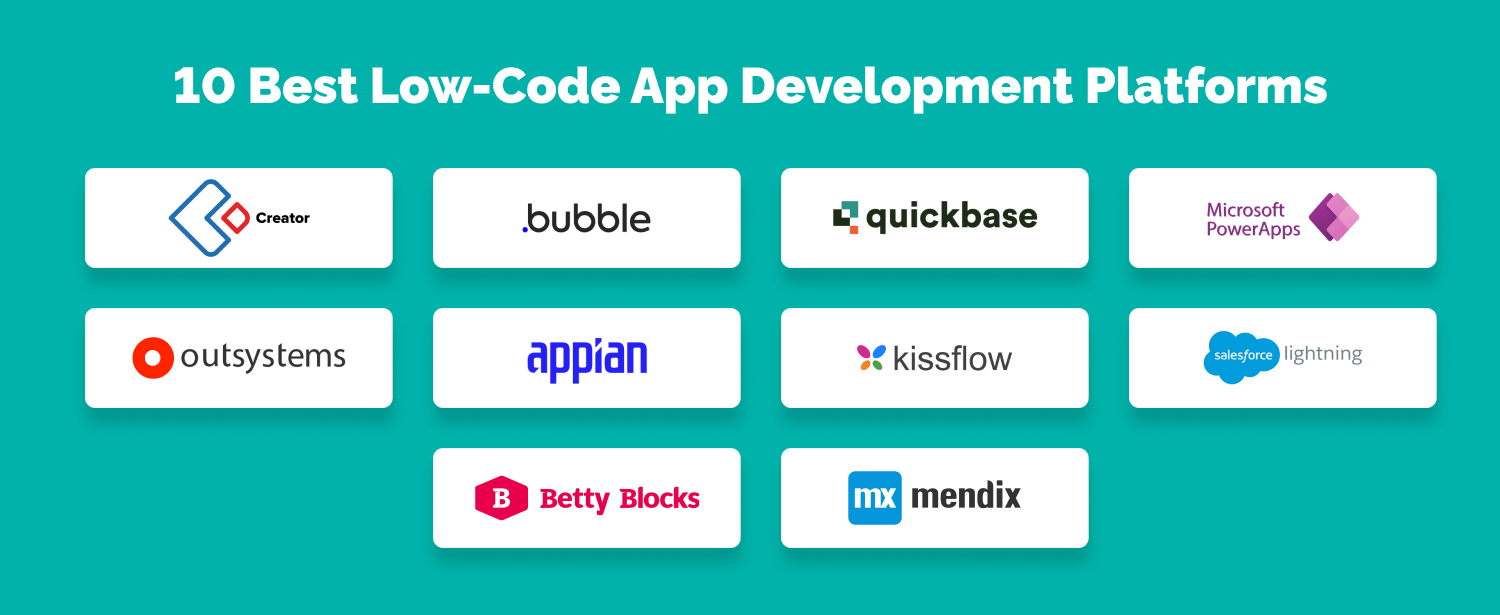 10 Best Low-Code App Development Platforms
Creator
.bubble
quickbase
Microsoft
PowerApps
outsystems
appian
kissflow
salesforce lightning
B Betty Blocks
mx mendix